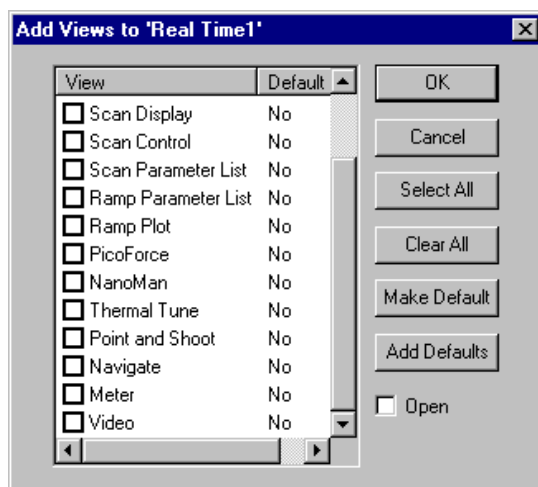 Add Views to 'Real Time1'
View Default
Scan Display No
Scan Control No
Scan Parameter List No
Ramp Parameter List No
Ramp Plot No
PicoForce No
NanoMan No
Thermal Tune No
Point and Shoot No
Navigate No
Meter No
Video No
OK
Cancel
Select All
Clear All
Make Default
Add Defaults
Open